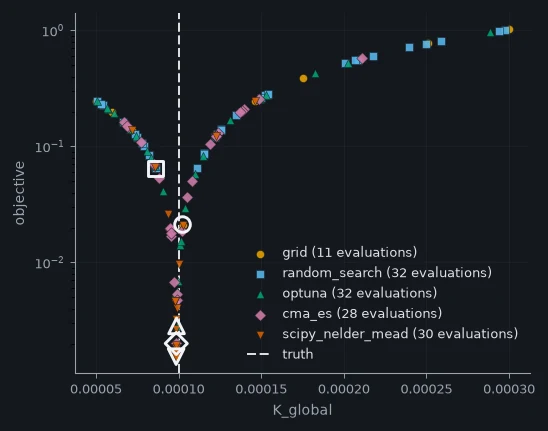 10⁰
10⁻¹
10⁻²
objective
grid (11 evaluations)
random_search (32 evaluations)
optuna (32 evaluations)
cma_es (28 evaluations)
scipy_nelder_mead (30 evaluations)
truth
0.00005 0.00010 0.00015 0.00020 0.00025 0.00030
K_global